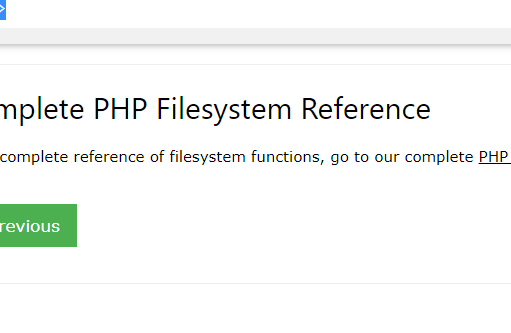 >
mplete PHP Filesystem Reference
complete reference of filesystem functions, go to our complete PHP
revious